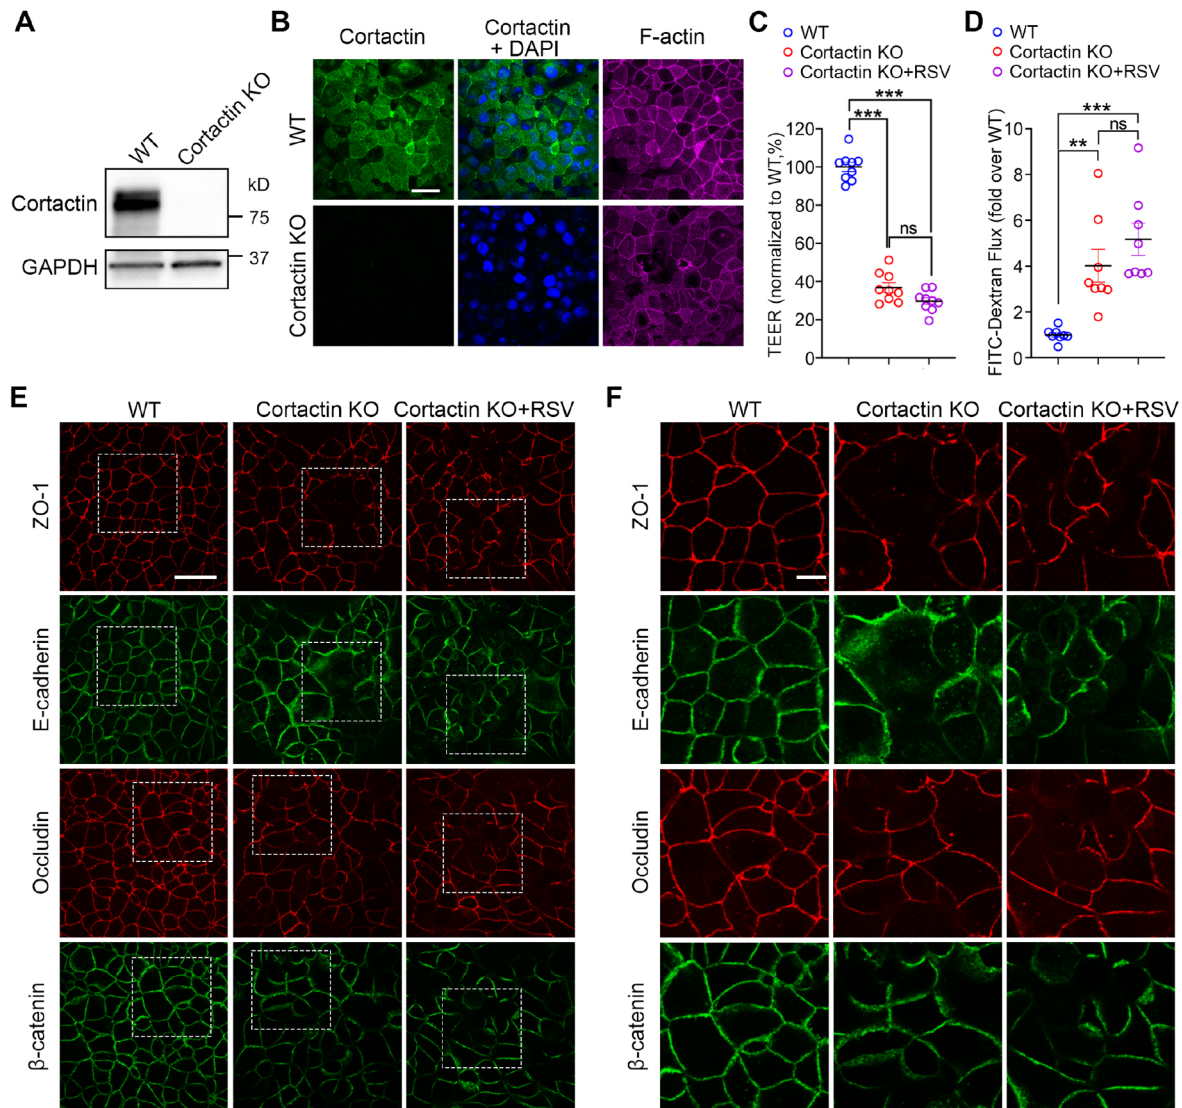 A
WT
Cortactin KO
kD
Cortactin
75
GAPDH
37
B
Cortactin
Cortactin
+ DAPI
F-actin
WT
Cortactin KO
C
WT
Cortactin KO
Cortactin KO+RSV
***
***
ns
TEER (normalized to WT,%)
120
100
80
60
40
20
0
D
WT
Cortactin KO
Cortactin KO+RSV
***
ns
**
FITC-Dextran Flux (fold over WT)
10
8
6
4
2
0
E
WT
Cortactin KO
Cortactin KO+RSV
ZO-1
E-cadherin
Occludin
β-catenin
F
WT
Cortactin KO
Cortactin KO+RSV
ZO-1
E-cadherin
Occludin
β-catenin